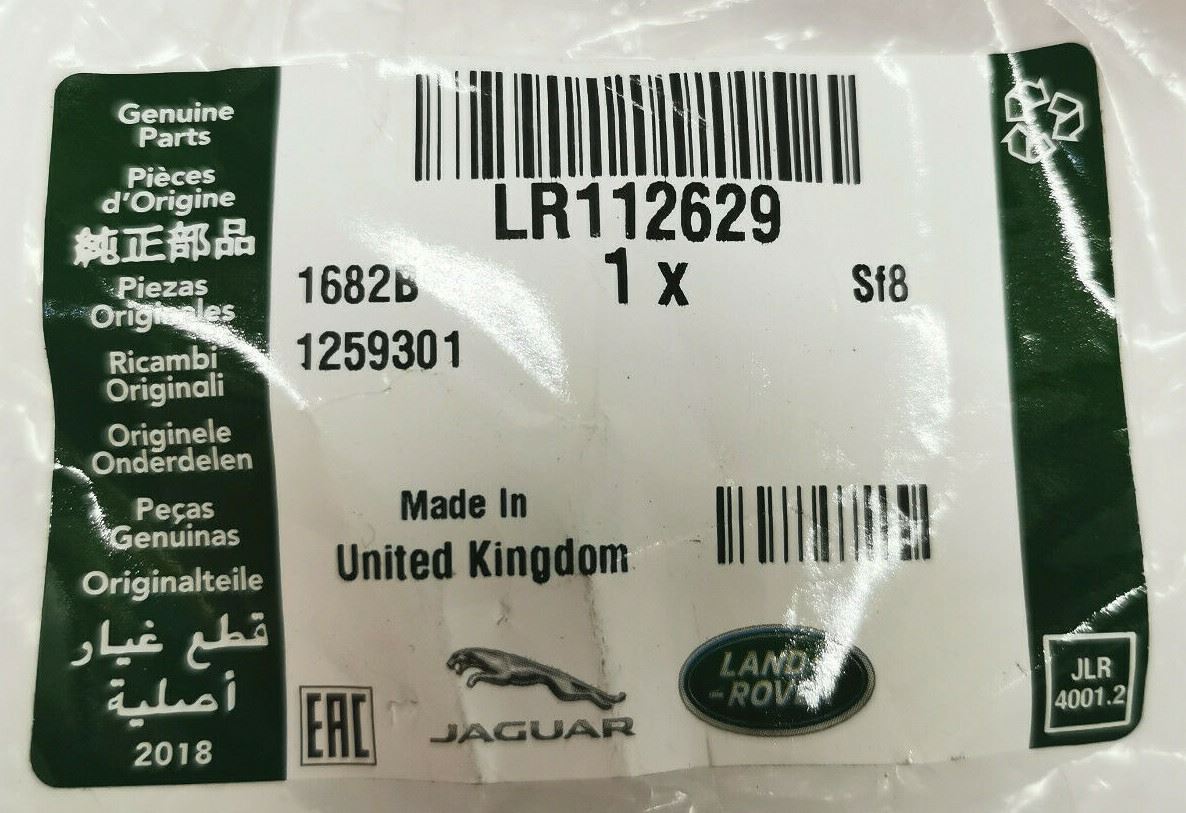 Genuine
Parts
Pièces
d'Origine
純正部品
Piezas
Originales
Ricambi
Originali
Originele
Onderdelen
Peças
Genuinas
Originalteile
قطع غيار
أصلية
2018
LR112629
1 x
1682B
Sf8
1259301
Made In
United Kingdom
EAC
JAGUAR
LAND
ROVER
JLR
4001.2